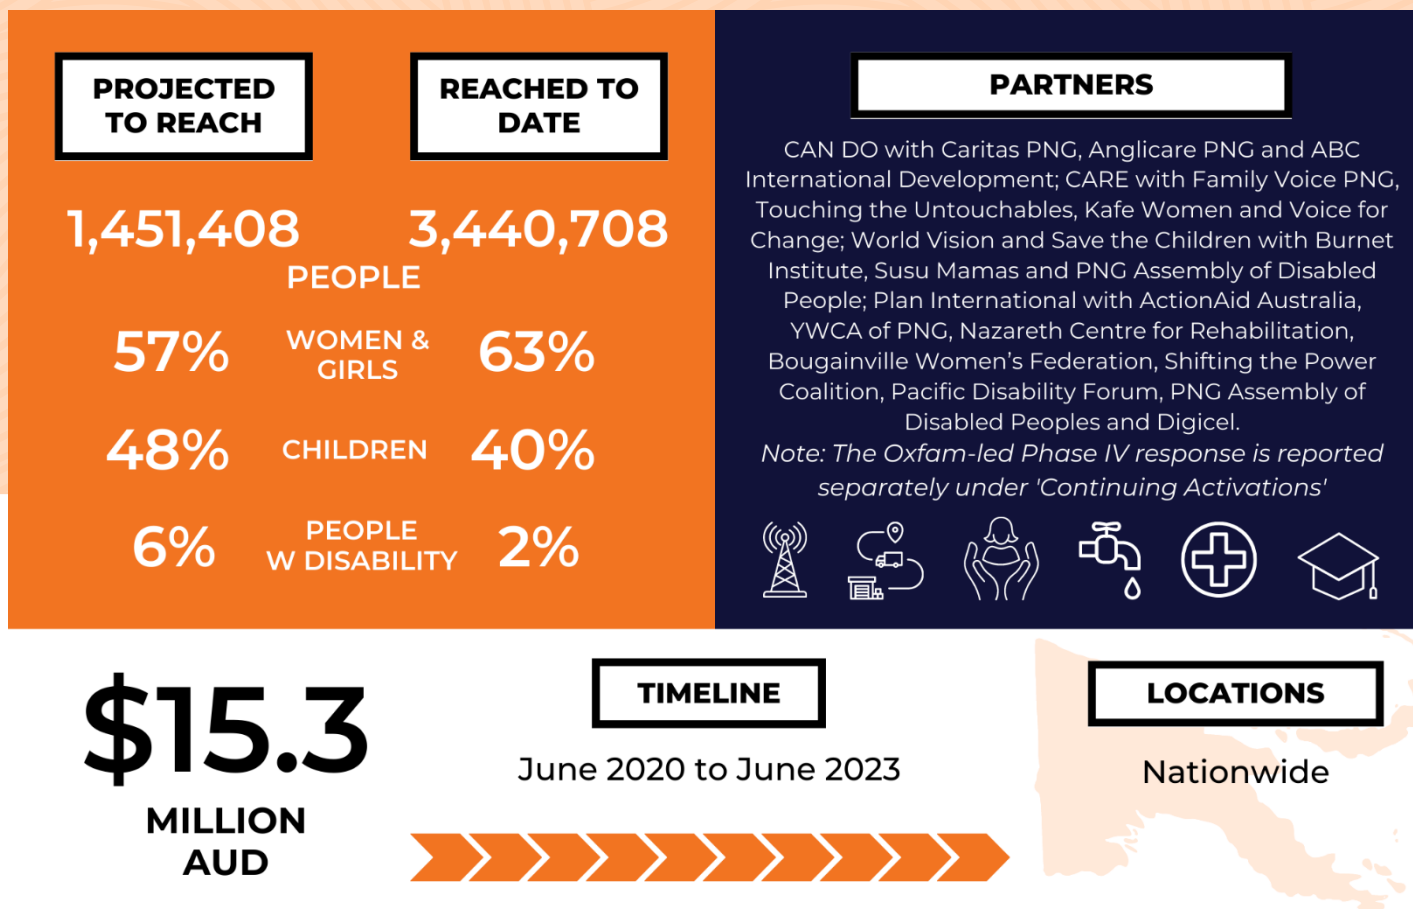 PROJECTED
TO REACH
REACHED TO
DATE
1,451,408
3,440,708
PEOPLE
57%
WOMEN &
GIRLS
63%
48%
CHILDREN
40%
6%
PEOPLE
W DISABILITY
2%
PARTNERS
CAN DO with Caritas PNG, Anglicare PNG and ABC
International Development; CARE with Family Voice PNG,
Touching the Untouchables, Kafe Women and Voice for
Change; World Vision and Save the Children with Burnet
Institute, Susu Mamas and PNG Assembly of Disabled
People; Plan International with ActionAid Australia,
YWCA of PNG, Nazareth Centre for Rehabilitation,
Bougainville Women's Federation, Shifting the Power
Coalition, Pacific Disability Forum, PNG Assembly of
Disabled Peoples and Digicel.
Note: The Oxfam-led Phase IV response is reported
separately under 'Continuing Activations'
$15.3
MILLION
AUD
TIMELINE
June 2020 to June 2023
LOCATIONS
Nationwide